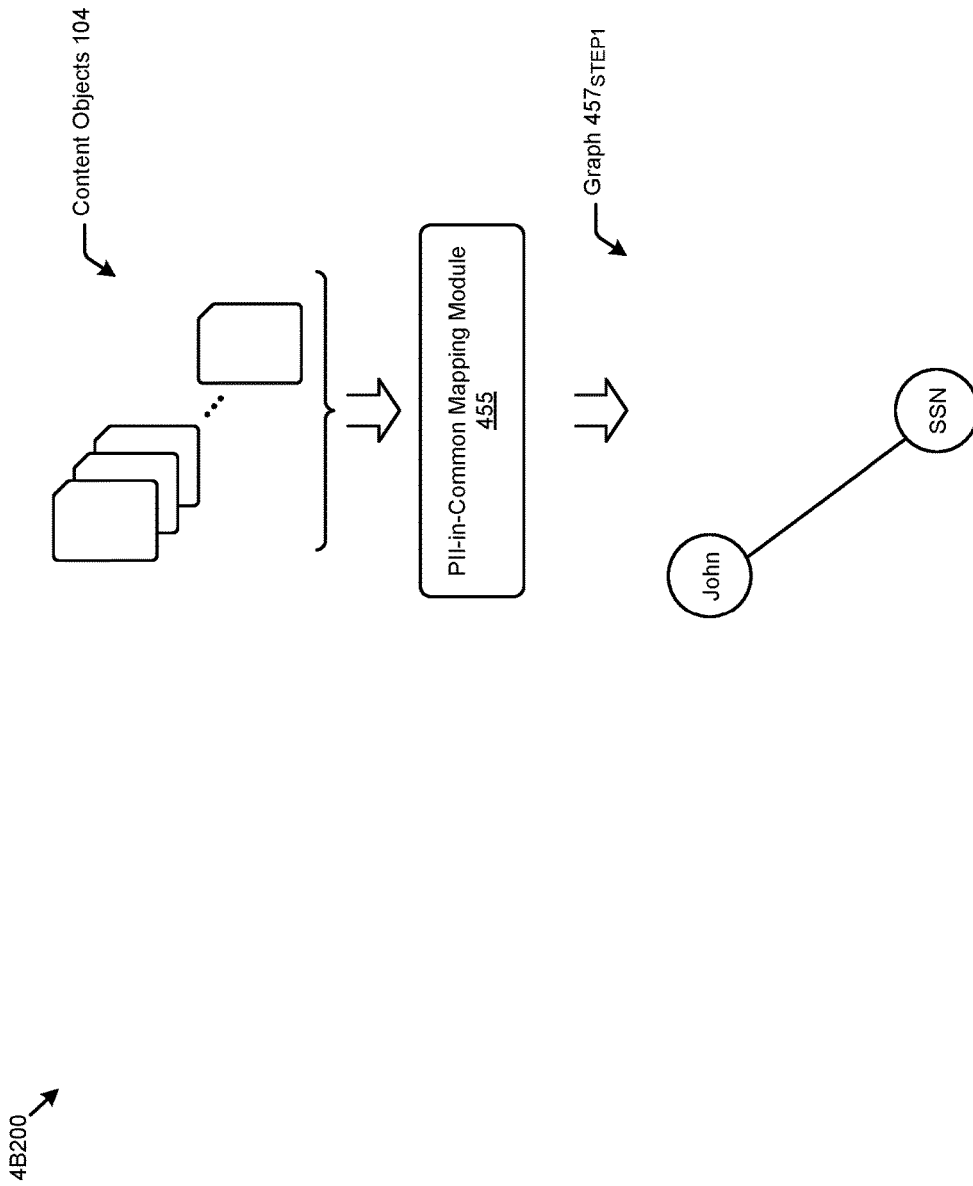 4B200
Content Objects 104
PII-in-Common Mapping Module
455
Graph 457STEP1
John
SSN